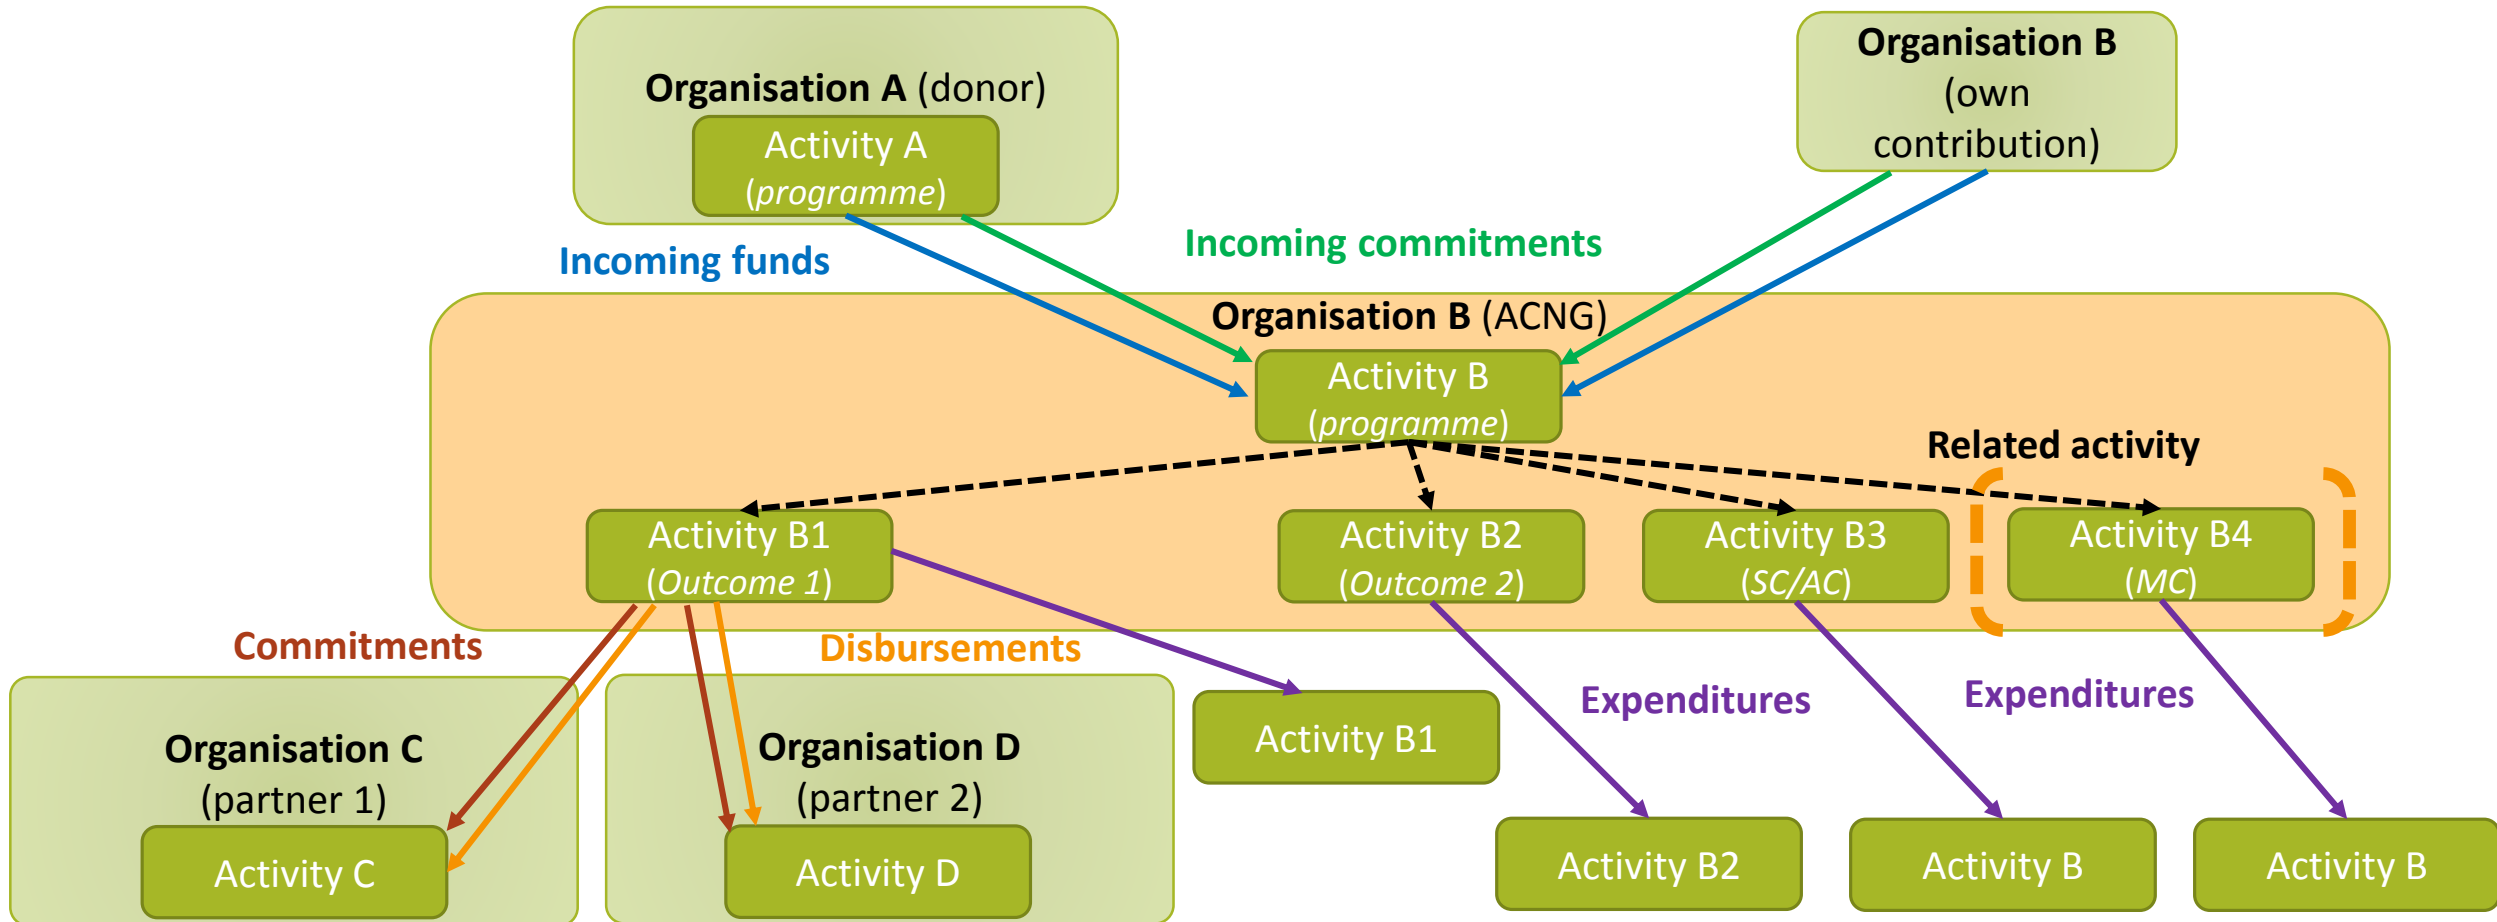 Organisation A (donor)
Activity A
(programme)
Organisation B
(own
contribution)
Incoming funds
Incoming commitments
Organisation B (ACNG)
Activity B
(programme)
Related activity
Activity B1
(Outcome 1)
Activity B2
(Outcome 2)
Activity B3
(SC/AC)
Activity B4
(MC)
Commitments
Disbursements
Expenditures
Expenditures
Organisation C
(partner 1)
Activity C
Organisation D
(partner 2)
Activity D
Activity B1
Activity B2
Activity B
Activity B